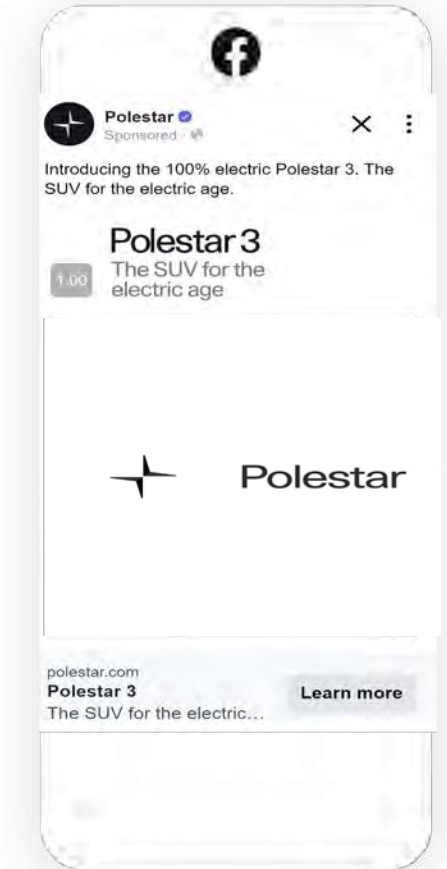 Polestar
Sponsored
Introducing the 100% electric Polestar 3. The
SUV for the electric age.
Polestar 3
The SUV for the
electric age
1.00
Polestar
polestar.com
Polestar 3
The SUV for the electric...
Learn more